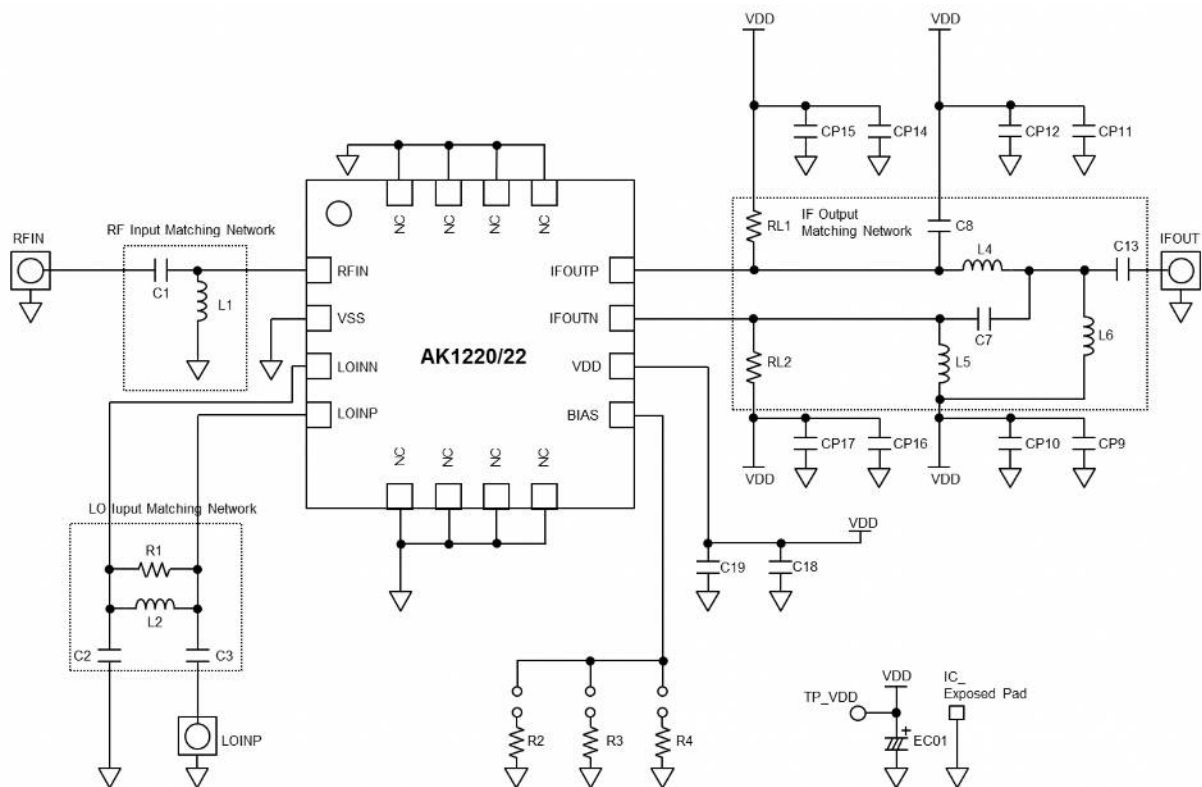 VDD
VDD
CP15
CP14
CP12
CP11
NC
NC
NC
NC
RF Input Matching Network
RFIN
C1
L1
RFIN
VSS
LOINN
LOINP
AK1220/22
IFOUTP
IFOUTN
VDD
BIAS
RL1
C8
IF Output
Matching Network
L4
C13
IFOUT
C7
L6
RL2
L5
CP17
CP16
CP10
CP9
VDD
VDD
NC
NC
NC
NC
LO Iuput Matching Network
R1
L2
C2
C3
LOINP
VDD
C19
C18
R2
R3
R4
TP_VDD
VDD
+
EC01
IC_
Exposed Pad